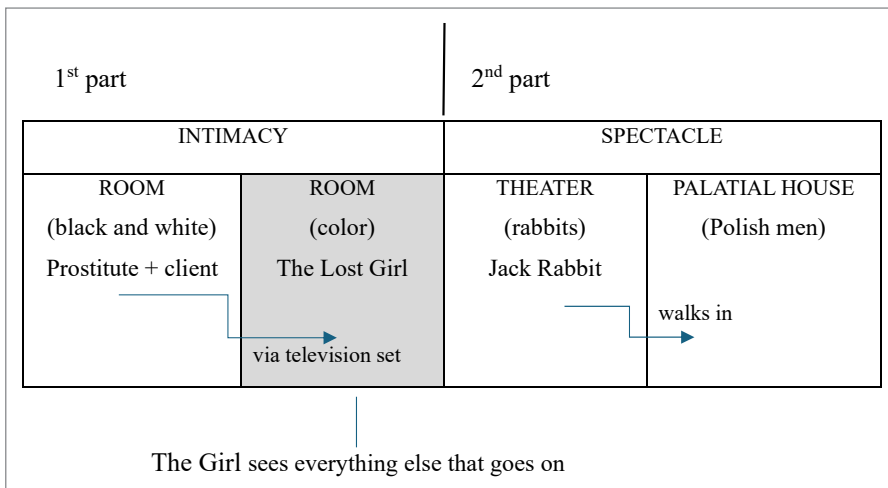 1st part
2nd part
INTIMACY
SPECTACLE
ROOM
(black and white)
Prostitute + client
ROOM
(color)
The Lost Girl
via television set
THEATER
(rabbits)
Jack Rabbit
walks in
PALATIAL HOUSE
(Polish men)
The Girl sees everything else that goes on